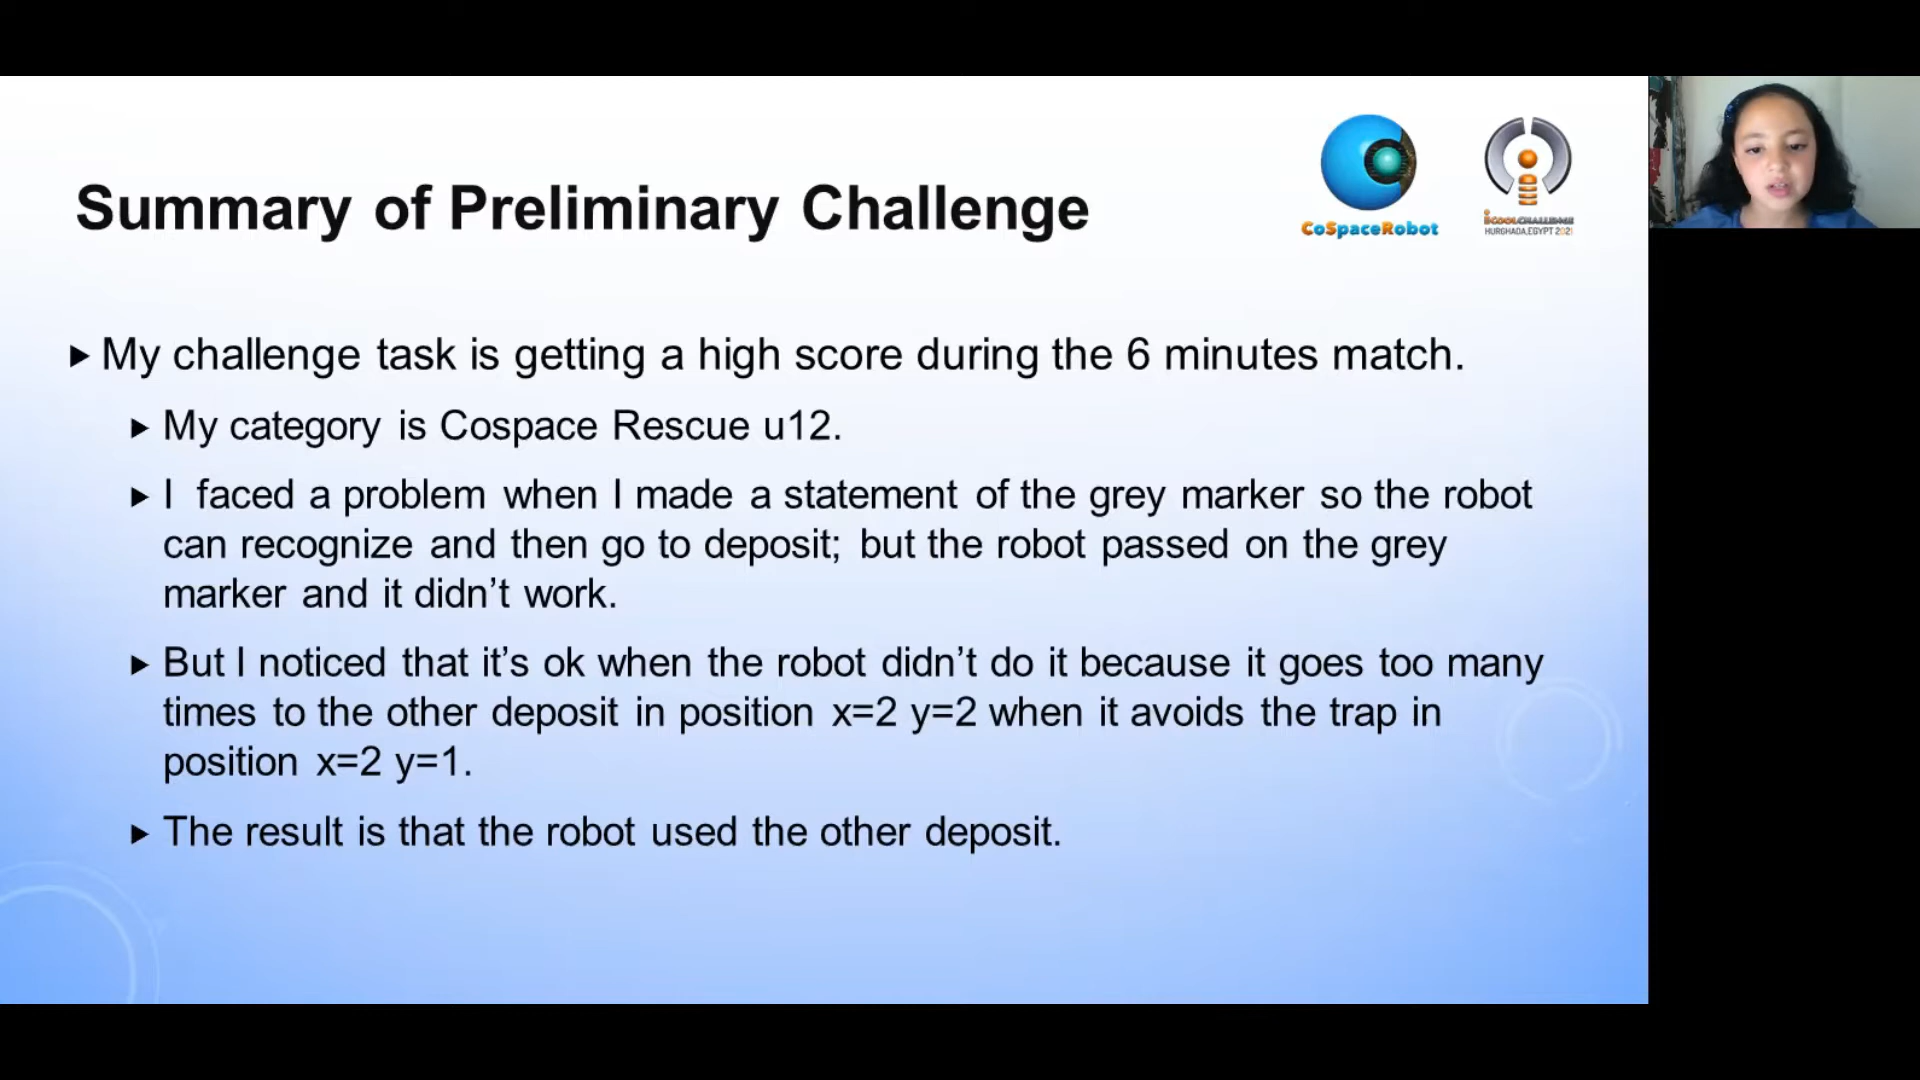 Summary of Preliminary Challenge
CoSpaceRobot
iCOOLCHALLENGE
HURGHADA,EGYPT 2021
My challenge task is getting a high score during the 6 minutes match.
My category is Cospace Rescue u12.
I faced a problem when I made a statement of the grey marker so the robot
can recognize and then go to deposit; but the robot passed on the grey
marker and it didn’t work.
But I noticed that it’s ok when the robot didn’t do it because it goes too many
times to the other deposit in position x=2 y=2 when it avoids the trap in
position x=2 y=1.
The result is that the robot used the other deposit.